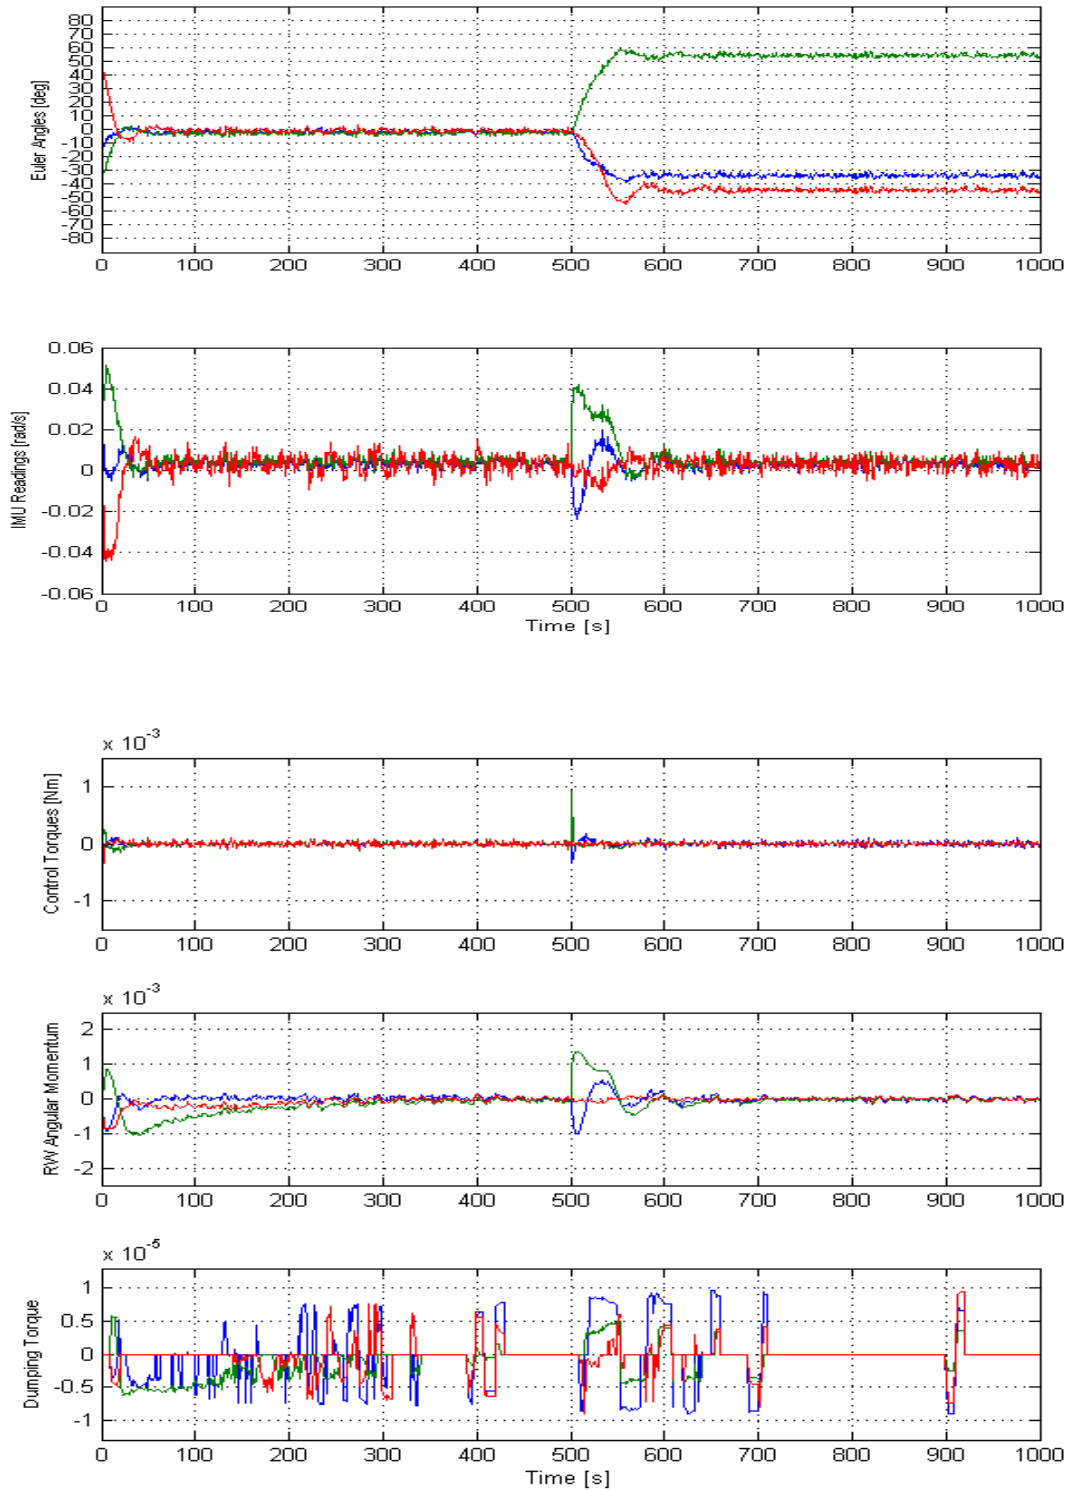 80
70
60
50
40
30
20
10
0
-10
-20
-30
-40
-50
-60
-70
-80
Euler Angles [deg]
0 100 200 300 400 500 600 700 800 900 1000
0.06
0.04
0.02
0
-0.02
-0.04
-0.06
IMU Readings [rad/s]
0 100 200 300 400 500 600 700 800 900 1000
Time [s]
x 10-3
1
0
-1
Control Torques [Nm]
0 100 200 300 400 500 600 700 800 900 1000
x 10-3
2
1
0
-1
-2
RW Angular Momentum
0 100 200 300 400 500 600 700 800 900 1000
x 10-5
1
0.5
0
-0.5
-1
Dumping Torque
0 100 200 300 400 500 600 700 800 900 1000
Time [s]